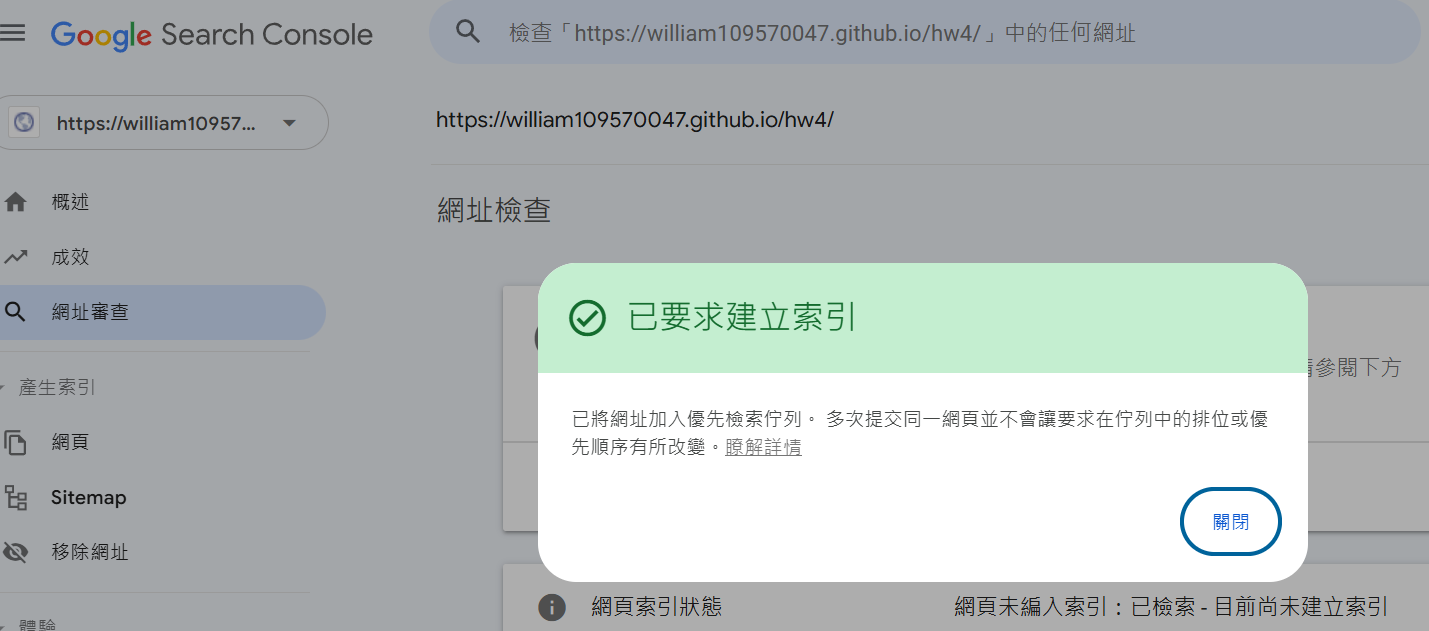 Google Search Console
檢查「https://william109570047.github.io/hw4/」中的任何網址
https://william10957...
https://william109570047.github.io/hw4/
概述
成效
網址審查
產生索引
網頁
Sitemap
移除網址
體驗
網址檢查
已要求建立索引
參閱下方
已將網址加入優先檢索佇列。 多次提交同一網頁並不會讓要求在佇列中的排位或優
先順序有所改變。瞭解詳情
關閉
網頁索引狀態
網頁未編入索引：已檢索 - 目前尚未建立索引